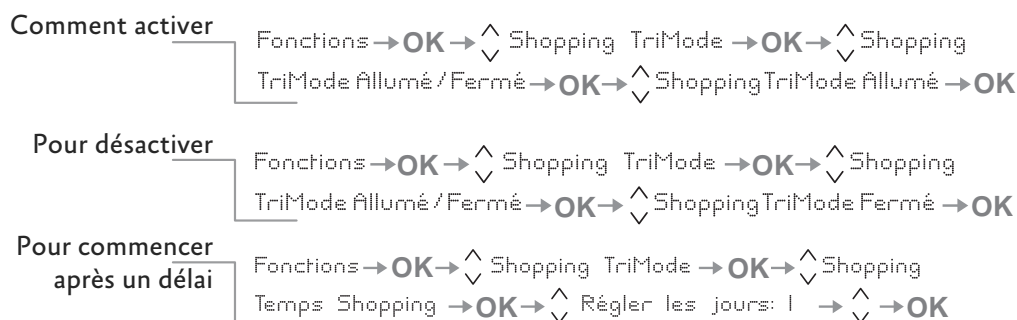 Comment activer
Fonctions → OK → Shopping TriMode → OK → Shopping
TriMode Allumé / Fermé → OK → Shopping TriMode Allumé → OK
Pour désactiver
Fonctions → OK → Shopping TriMode → OK → Shopping
TriMode Allumé / Fermé → OK → Shopping TriMode Fermé → OK
Pour commencer
après un délai
Fonctions → OK → Shopping TriMode → OK → Shopping
Temps Shopping → OK → Régler les jours: 1 → → OK